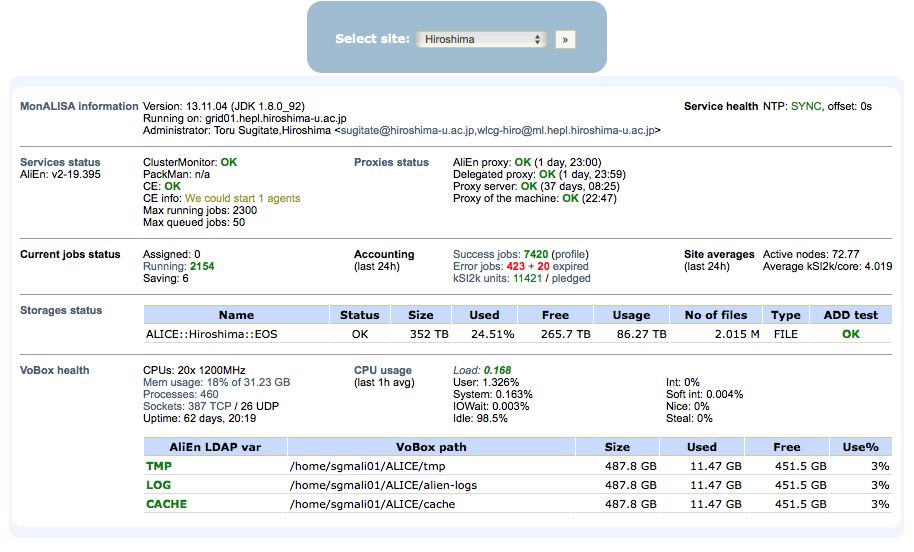 Select site: Hiroshima »
MonALISA information Version: 13.11.04 (JDK 1.8.0_92) Service health NTP: SYNC, offset: 0s
Running on: grid01.hepl.hiroshima-u.ac.jp
Administrator: Toru Sugitate,Hiroshima <sugitate@hiroshima-u.ac.jp,wlcg-hiro@ml.hepl.hiroshima-u.ac.jp>
Services status ClusterMonitor: OK Proxies status AliEn proxy: OK (1 day, 23:00)
AliEn: v2-19.395 PackMan: n/a Delegated proxy: OK (1 day, 23:59)
CE: OK Proxy server: OK (37 days, 08:25)
CE info: We could start 1 agents Proxy of the machine: OK (22:47)
Max running jobs: 2300
Max queued jobs: 50
Current jobs status Assigned: 0 Accounting Success jobs: 7420 (profile) Site averages Active nodes: 72.77
Running: 2154 (last 24h) Error jobs: 423 + 20 expired (last 24h) Average kSI2k/core: 4.019
Saving: 6 kSI2k units: 11421 / pledged
Storages status Name Status Size Used Free Usage No of files Type ADD test
ALICE::Hiroshima::EOS OK 352 TB 24.51% 265.7 TB 86.27 TB 2.015 M FILE OK
VoBox health CPUs: 20x 1200MHz CPU usage Load: 0.168
Mem usage: 18% of 31.23 GB (last 1h avg) User: 1.326% Int: 0%
Processes: 460 System: 0.163% Soft int: 0.004%
Sockets: 387 TCP / 26 UDP IOWait: 0.003% Nice: 0%
Uptime: 62 days, 20:19 Idle: 98.5% Steal: 0%
AliEn LDAP var VoBox path Size Used Free Use%
TMP /home/sgmali01/ALICE/tmp 487.8 GB 11.47 GB 451.5 GB 3%
LOG /home/sgmali01/ALICE/alien-logs 487.8 GB 11.47 GB 451.5 GB 3%
CACHE /home/sgmali01/ALICE/cache 487.8 GB 11.47 GB 451.5 GB 3%